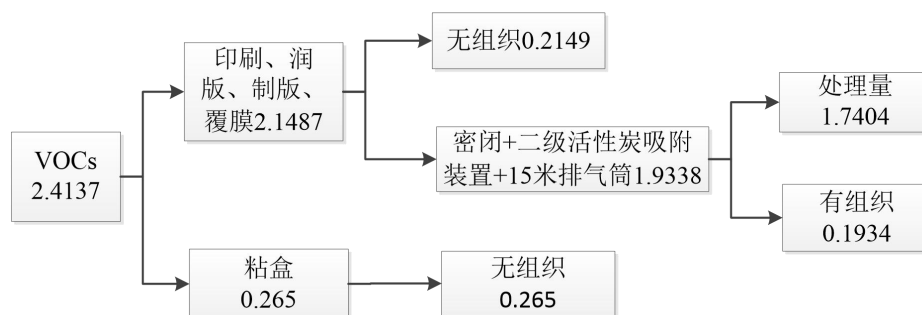 VOCs
2.4137
印刷、润
版、制版、
覆膜2.1487
无组织0.2149
密闭+二级活性炭吸附
装置+15米排气筒1.9338
处理量
1.7404
有组织
0.1934
粘盒
0.265
无组织
0.265